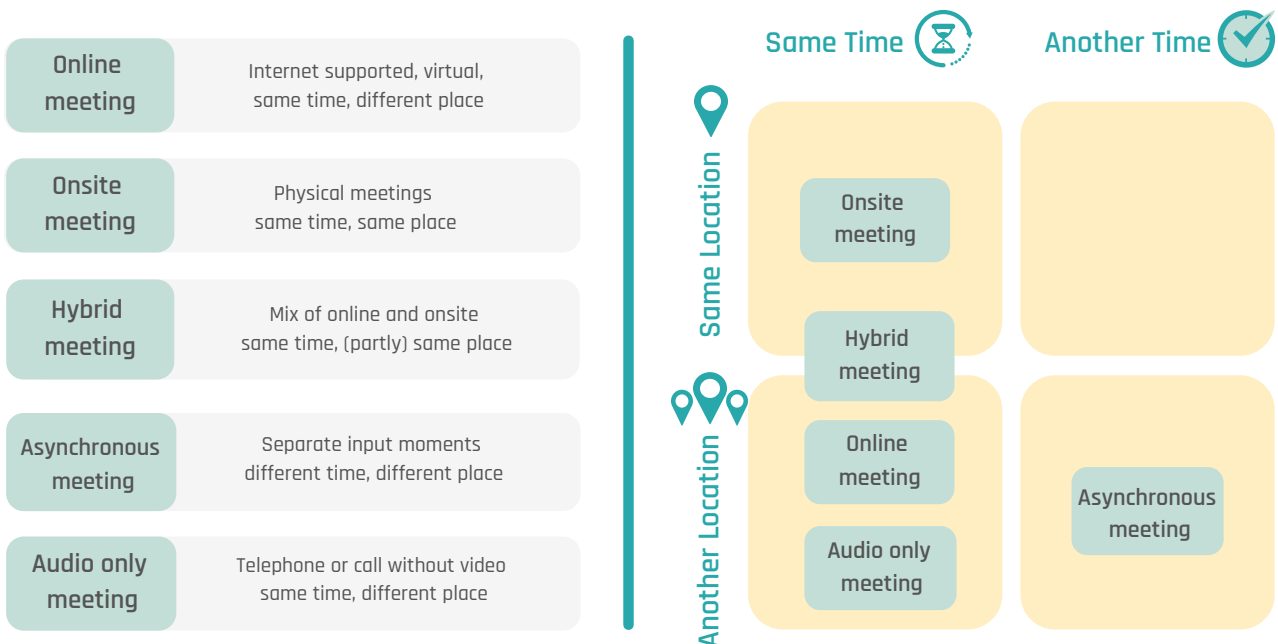 Online
meeting
Internet supported, virtual,
same time, different place
Onsite
meeting
Physical meetings
same time, same place
Hybrid
meeting
Mix of online and onsite
same time, (partly) same place
Asynchronous
meeting
Separate input moments
different time, different place
Audio only
meeting
Telephone or call without video
same time, different place
Same Time
Another Time
Same Location
Onsite
meeting
Hybrid
meeting
Another Location
Online
meeting
Audio only
meeting
Asynchronous
meeting